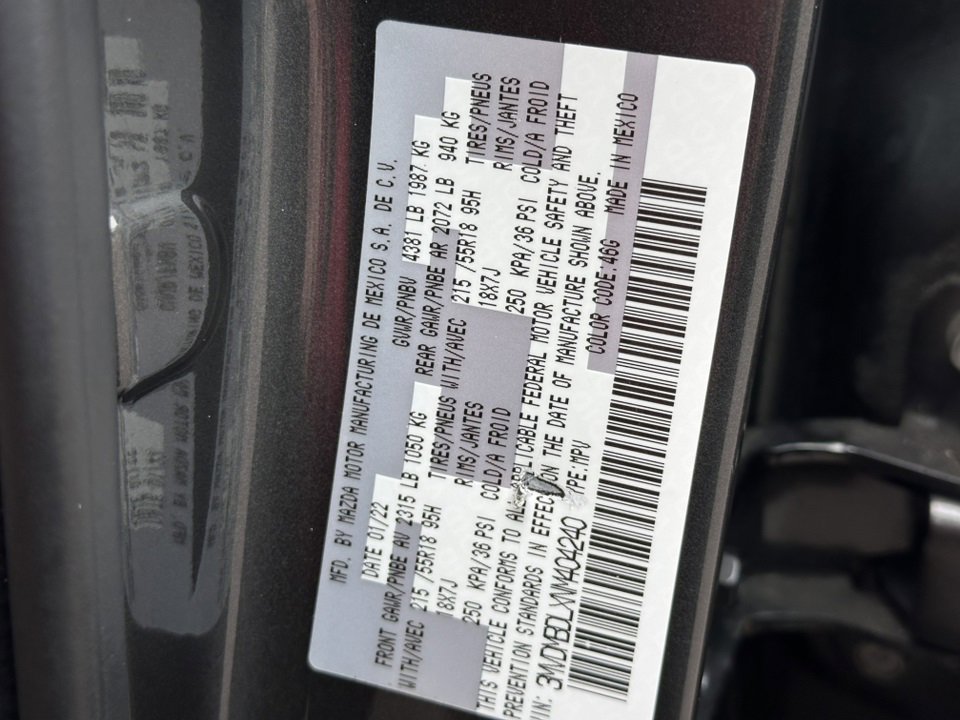 MFD. BY MAZDA MOTOR MANUFACTURING DE MEXICO S.A. DE C.V.
DATE 01/22 GVWR/PNBV 4381 LB 1987 KG
FRONT GAWR/PNBE AV 2315 LB 1050 KG REAR GAWR/PNBE AR 2072 LB 940 KG
WITH/AVEC 215 /55R18 95H TIRES/PNEUS WITH/AVEC 215 /55R18 95H TIRES/PNEUS
18X7J RIMS/JANTES 18X7J RIMS/JANTES
250 KPA/36 PSI COLD/A FROID 250 KPA/36 PSI COLD/A FROID
THIS VEHICLE CONFORMS TO AL PLICABLE FEDERAL MOTOR VEHICLE SAFETY AND THEFT
PREVENTION STANDARDS IN EFFECT ON THE DATE OF MANUFACTURE SHOWN ABOVE.
VIN: YPE:MPV COLOR CODE:46G MADE IN MEXICO